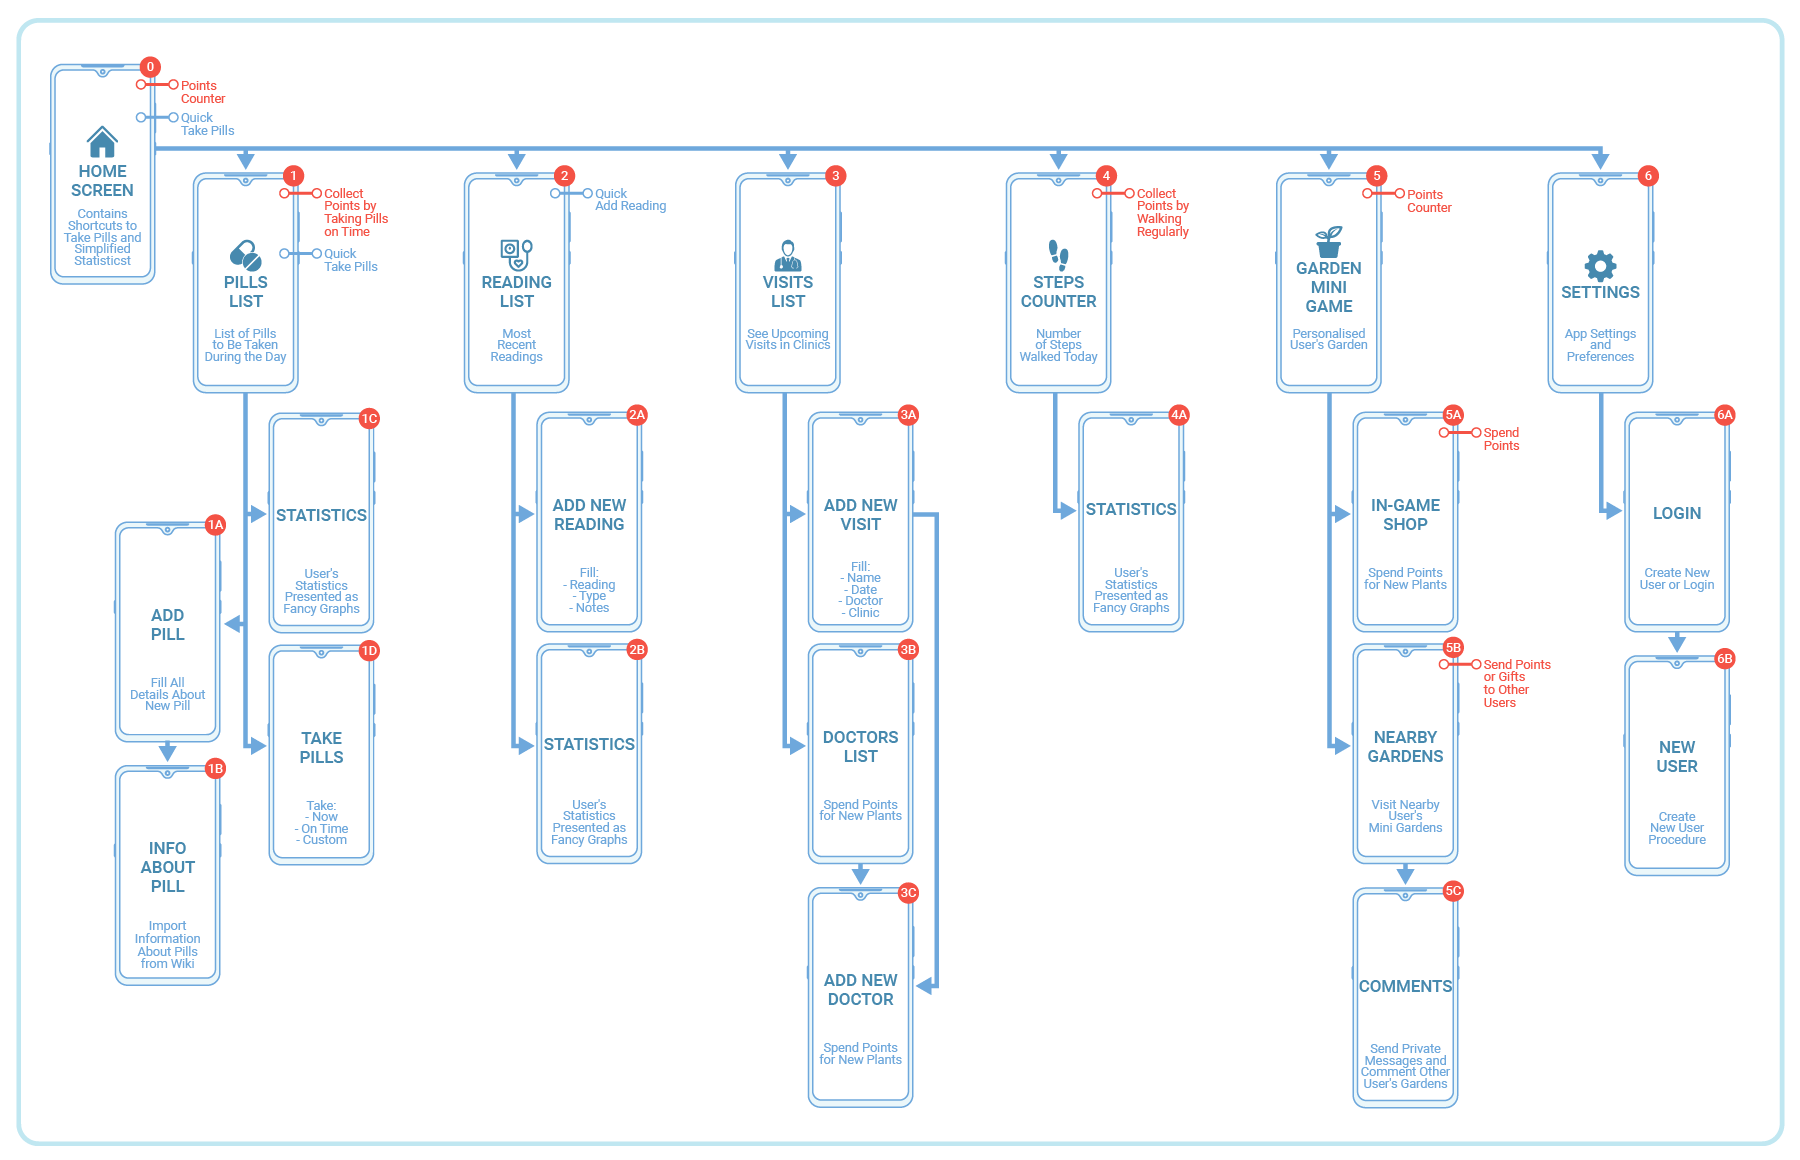 0
Points
Counter
Quick
Take Pills
HOME
SCREEN
Contains
Shortcuts to
Take Pills and
Simplified
Statisticst
1
Collect
Points by
Taking Pills
on Time
Quick
Take Pills
PILLS
LIST
List of Pills
to Be Taken
During the Day
2
Quick
Add Reading
READING
LIST
Most
Recent
Readings
3
VISITS
LIST
See Upcoming
Visits in Clinics
4
Collect
Points by
Walking
Regularly
STEPS
COUNTER
Number
of Steps
Walked Today
5
Points
Counter
GARDEN
MINI
GAME
Personalised
User's Garden
6
SETTINGS
App Settings
and
Preferences
1C
STATISTICS
User's
Statistics
Presented as
Fancy Graphs
1A
ADD
PILL
Fill All
Details About
New Pill
1D
TAKE
PILLS
Take:
- Now
- On Time
- Custom
1B
INFO
ABOUT
PILL
Import
Information
About Pills
from Wiki
2A
ADD NEW
READING
Fill:
- Reading
- Type
- Notes
2B
STATISTICS
User's
Statistics
Presented as
Fancy Graphs
3A
ADD NEW
VISIT
Fill:
- Name
- Date
- Doctor
- Clinic
3B
DOCTORS
LIST
Spend Points
for New Plants
3C
ADD NEW
DOCTOR
Spend Points
for New Plants
4A
STATISTICS
User's
Statistics
Presented as
Fancy Graphs
5A
Spend
Points
IN-GAME
SHOP
Spend Points
for New Plants
5B
Send Points
or Gifts
to Other
Users
NEARBY
GARDENS
Visit Nearby
User's
Mini Gardens
5C
COMMENTS
Send Private
Messages and
Comment Other
User's Gardens
6A
LOGIN
Create New
User or Login
6B
NEW
USER
Create
New User
Procedure